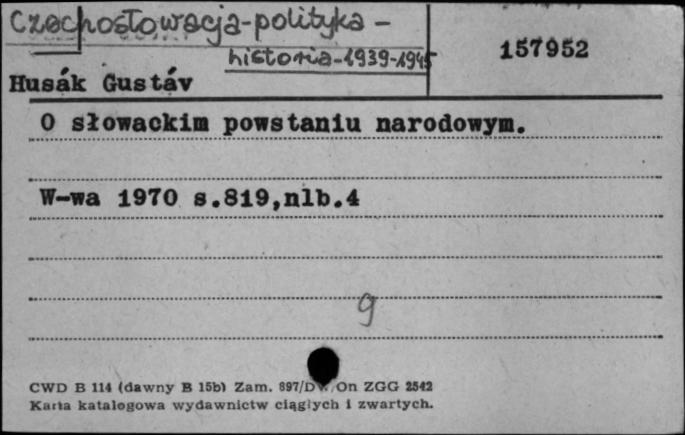 Czechosłowacja-polityka-
historia-1939-1945
157952
Husák Gustáv
O słowackim powstaniu narodowym.
W-wa 1970 s.819,nlb.4
9
CWD B 114 (dawny B 15b) Zam. 897/D On ZGG 2542
Karta katalogowa wydawnictw ciągłych i zwartych.